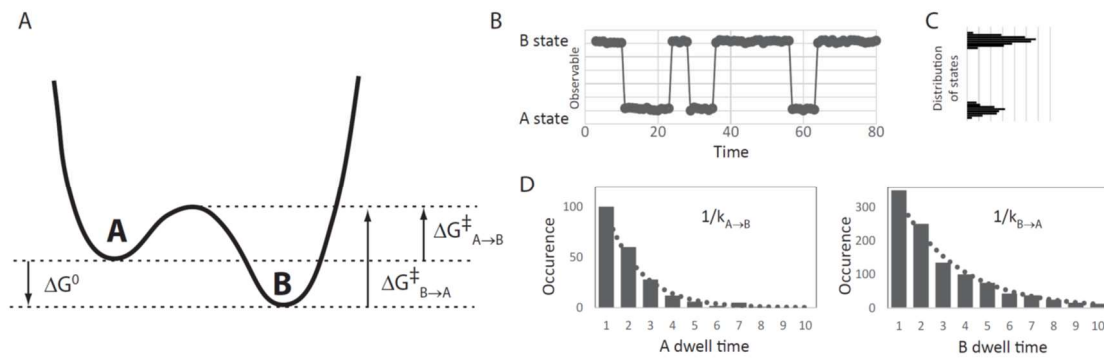 A
A
B
ΔG⁰
ΔG‡A→B
ΔG‡B→A
B
B state
A state
Observable
0
20
40
60
80
Time
C
Distribution
of states
D
Occurence
100
50
0
1/kA→B
1 2 3 4 5 6 7 8 9 10
A dwell time
Occurence
300
200
100
0
1/kB→A
1 2 3 4 5 6 7 8 9 10
B dwell time